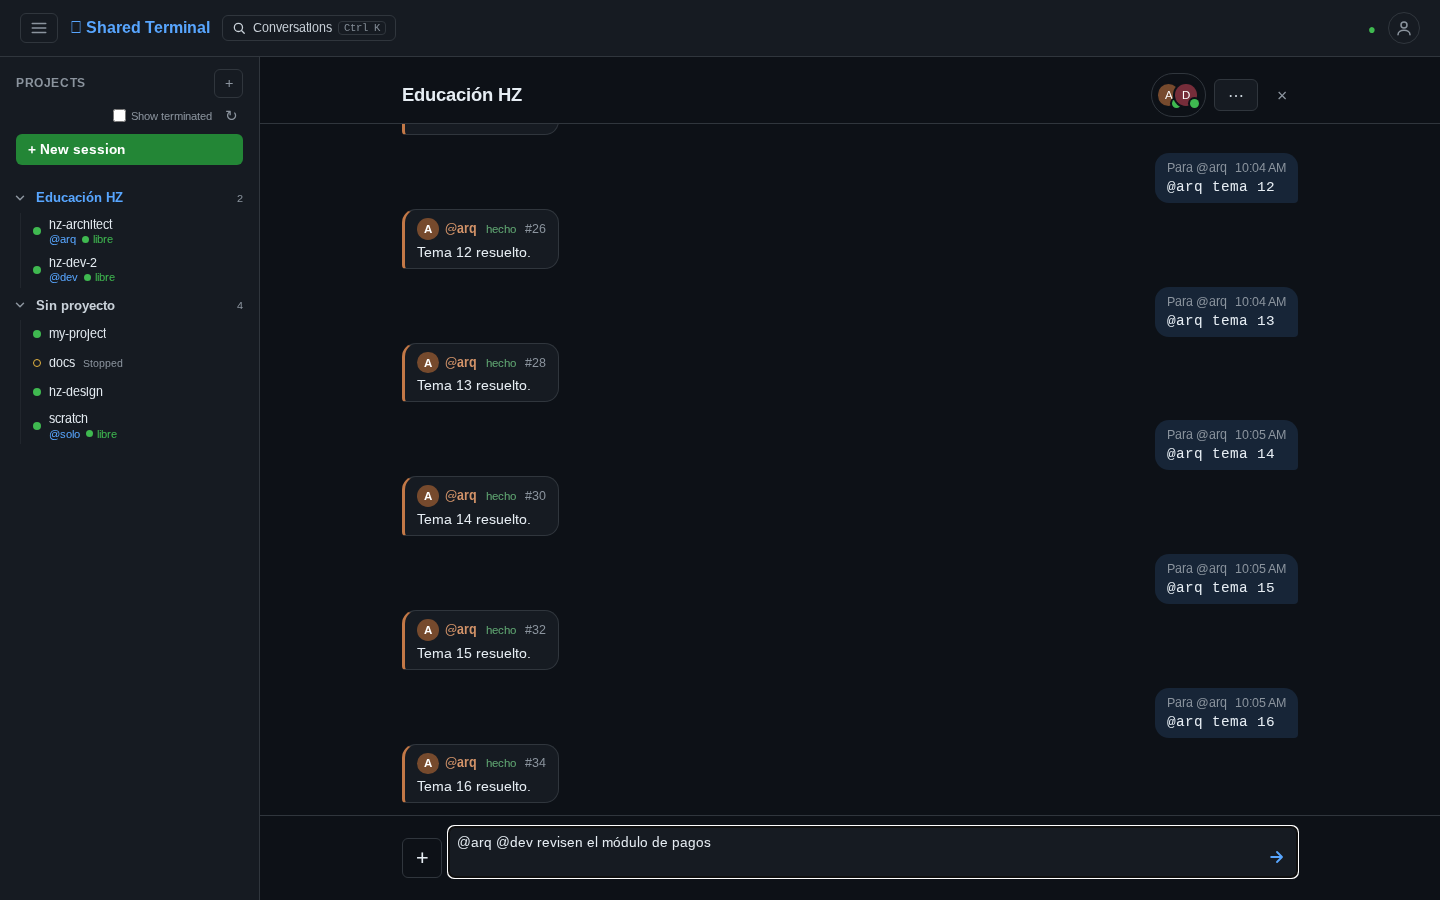 Shared Terminal
Conversations Ctrl K
PROJECTS
+
Show terminated
+ New session
Educación HZ 2
hz-architect
@arq libre
hz-dev-2
@dev libre
Sin proyecto 4
my-project
docs Stopped
hz-design
scratch
@solo libre
Educación HZ
A D
Para @arq 10:04 AM
@arq tema 12
A @arq hecho #26
Tema 12 resuelto.
Para @arq 10:04 AM
@arq tema 13
A @arq hecho #28
Tema 13 resuelto.
Para @arq 10:05 AM
@arq tema 14
A @arq hecho #30
Tema 14 resuelto.
Para @arq 10:05 AM
@arq tema 15
A @arq hecho #32
Tema 15 resuelto.
Para @arq 10:05 AM
@arq tema 16
A @arq hecho #34
Tema 16 resuelto.
+
@arq @dev revisen el módulo de pagos